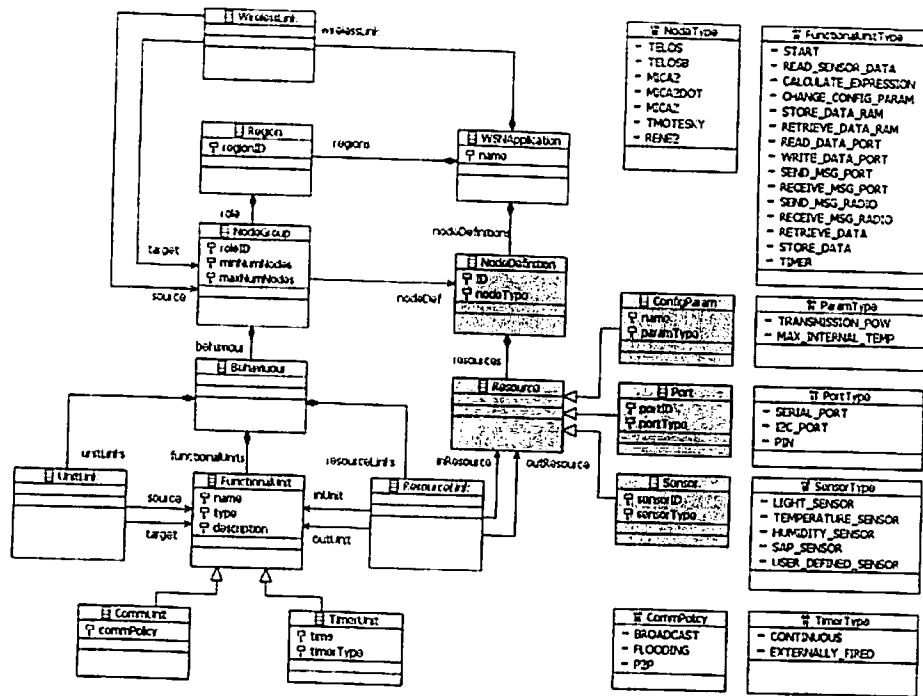 WirelessLink
wirelessLink
Region
regionID
regions
WSNApplication
name
role
nodeDefinitions
NodeGroup
roleID
minNumNodes
maxNumNodes
target
source
nodeDef
NodeDefinition
ID
nodeType
behaviour
Behaviour
resources
Resource
ConfigParam
name
paramType
Port
portID
portType
Sensor
sensorID
sensorType
inResource
outResource
unitLinks
functionalUnits
resourceLinks
UnitLink
source
target
FunctionalUnit
name
type
description
inUnit
outUnit
ResourceLink
CommUnit
commPolicy
TimerUnit
time
timerType
NodeType
TELOS
TELOSB
MICA2
MICA2DOT
MICAZ
TMOTESKY
RENE2
FunctionalUnitType
START
READ_SENSOR_DATA
CALCULATE_EXPRESSION
CHANGE_CONFIG_PARAM
STORE_DATA_RAM
RETRIEVE_DATA_RAM
READ_DATA_PORT
WRITE_DATA_PORT
SEND_MSG_PORT
RECEIVE_MSG_PORT
SEND_MSG_RADIO
RECEIVE_MSG_RADIO
RETRIEVE_DATA
STORE_DATA
TIMER
ParamType
TRANSMISSION_POW
MAX_INTERNAL_TEMP
PortType
SERIAL_PORT
I2C_PORT
PIN
SensorType
LIGHT_SENSOR
TEMPERATURE_SENSOR
HUMIDITY_SENSOR
SAP_SENSOR
USER_DEFINED_SENSOR
CommPolicy
BROADCAST
FLOODING
P2P
TimerType
CONTINUOUS
EXTERNALLY_FIRED